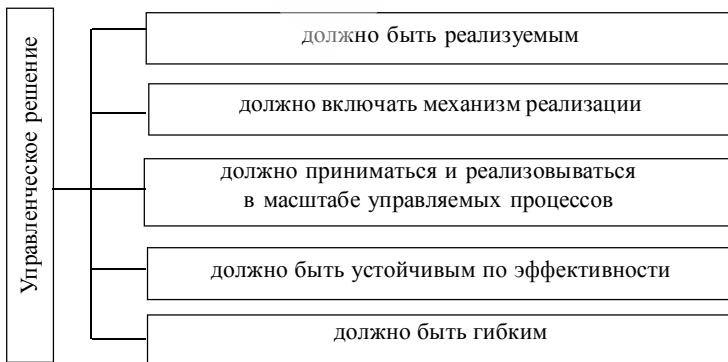 Управленческое решение
должно быть реализуемым
должно включать механизм реализации
должно приниматься и реализовываться
в масштабе управляемых процессов
должно быть устойчивым по эффективности
должно быть гибким